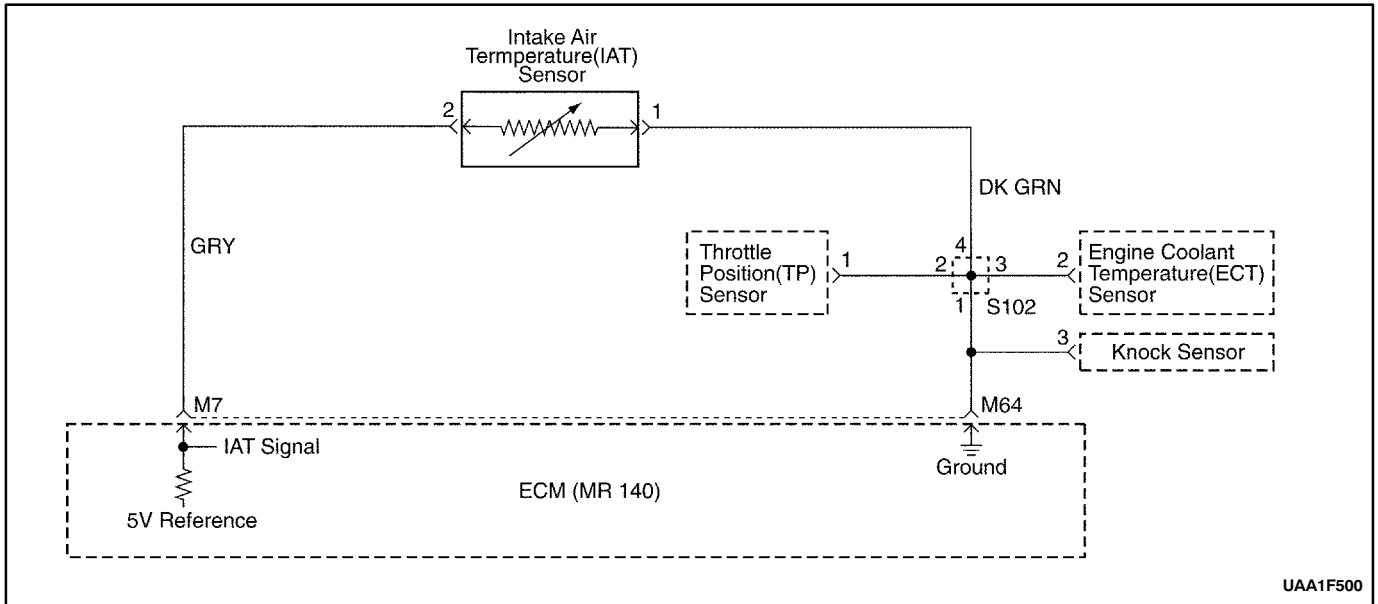 Intake Air
Termperature(IAT)
Sensor
2
1
DK GRN
GRY
Throttle
Position(TP)
Sensor
1
2
4
3
1
S102
2
Engine Coolant
Temperature(ECT)
Sensor
3
Knock Sensor
M7
M64
IAT Signal
Ground
ECM (MR 140)
5V Reference
UAA1F500